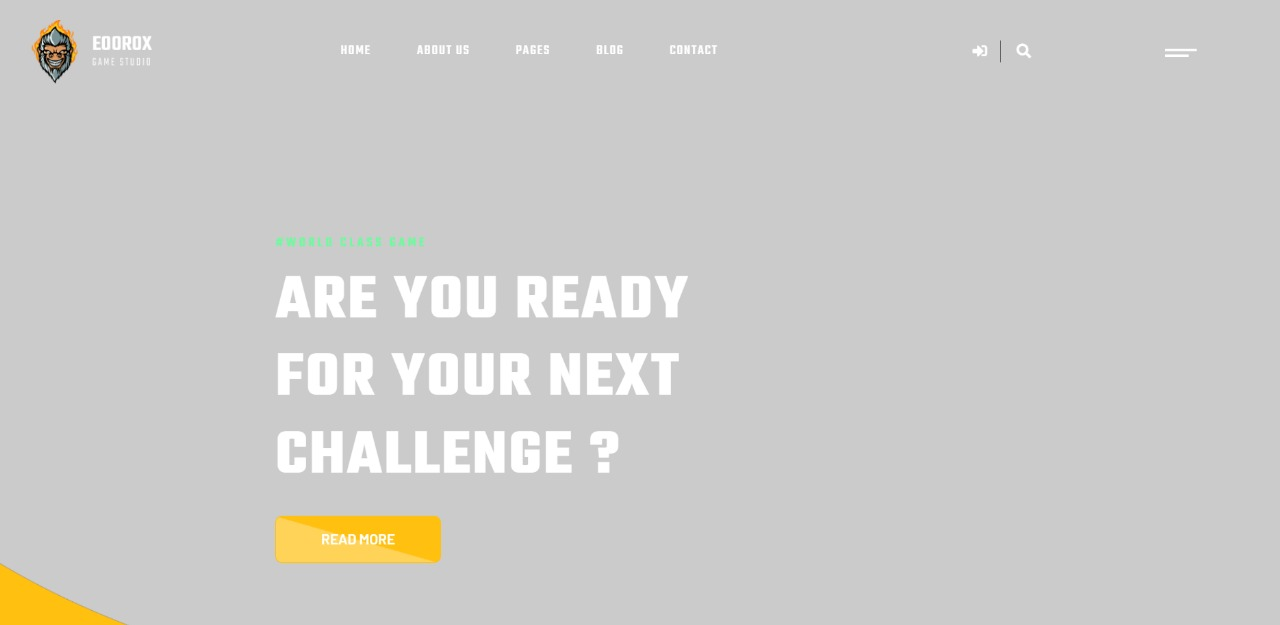 EOOROX
GAME STUDIO
HOME
ABOUT US
PAGES
BLOG
CONTACT
#WORLD CLASS GAME
ARE YOU READY
FOR YOUR NEXT
CHALLENGE ?
READ MORE